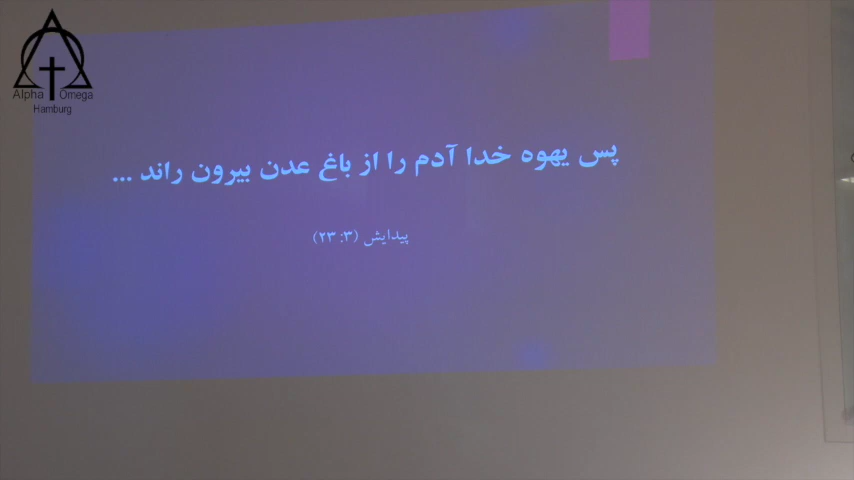 Alpha Omega
Hamburg
پس یهوه خدا آدم را از باغ عدن بیرون راند ...
پیدایش (۳: ۲۳)